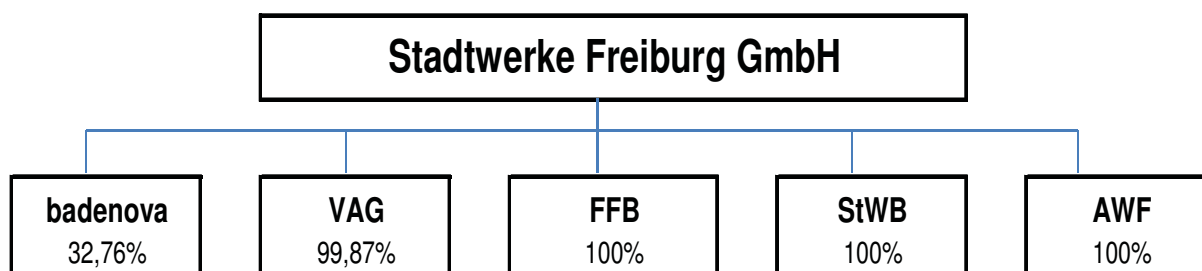 Stadtwerke Freiburg GmbH
badenova
32,76%
VAG
99,87%
FFB
100%
StWB
100%
AWF
100%